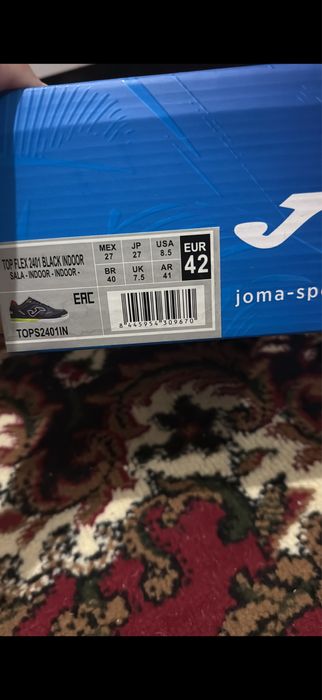 TOP FLEX 2401 BLACK INDOOR
SALA - INDOOR - INDOOR -
MEX
27
JP
27
USA
8.5
EUR
42
BR
40
UK
7.5
AR
41
EAC
TOPS2401IN
8 445954 309670
joma-sp